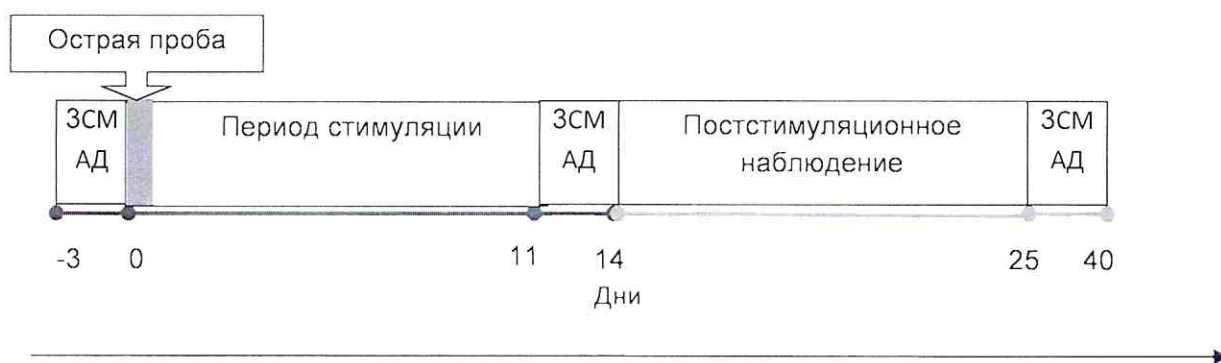 Острая проба
ЗСМ
АД
Период стимуляции
ЗСМ
АД
Постстимуляционное
наблюдение
ЗСМ
АД
-3 0 11 14 25 40
Дни